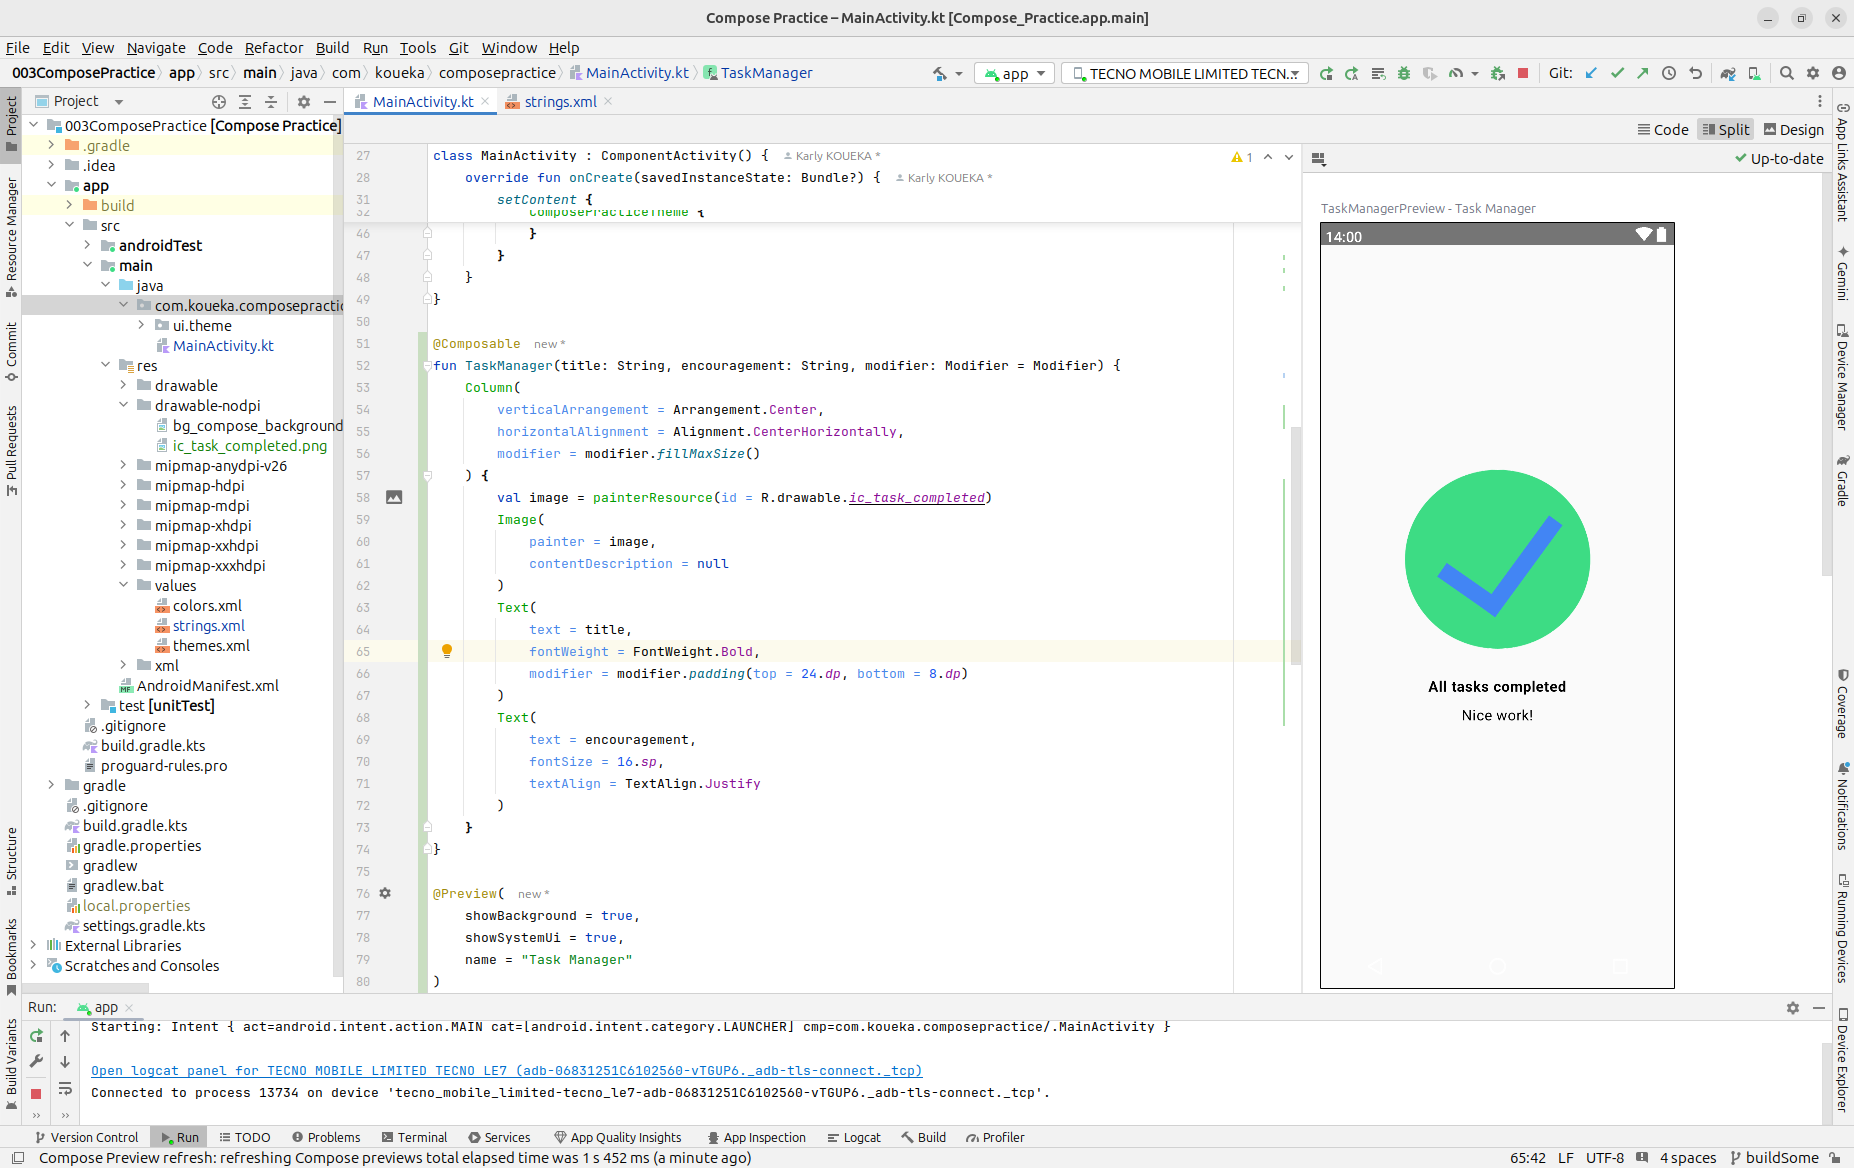 Compose Practice – MainActivity.kt [Compose_Practice.app.main]
File Edit View Navigate Code Refactor Build Run Tools Git Window Help
003ComposePractice app src main java com koueka composepractice MainActivity.kt TaskManager
app TECNO MOBILE LIMITED TECN... Git:
Project
MainActivity.kt strings.xml
Code Split Design
Up-to-date
Project
Resource Manager
Commit
Pull Requests
Structure
Bookmarks
Build Variants
003ComposePractice [Compose Practice]
.gradle
.idea
app
build
src
androidTest
main
java
com.koueka.composepractic
ui.theme
MainActivity.kt
res
drawable
drawable-nodpi
bg_compose_background
ic_task_completed.png
mipmap-anydpi-v26
mipmap-hdpi
mipmap-mdpi
mipmap-xhdpi
mipmap-xxhdpi
mipmap-xxxhdpi
values
colors.xml
strings.xml
themes.xml
xml
AndroidManifest.xml
test [unitTest]
.gitignore
build.gradle.kts
proguard-rules.pro
gradle
.gitignore
build.gradle.kts
gradle.properties
gradlew
gradlew.bat
local.properties
settings.gradle.kts
External Libraries
Scratches and Consoles
27 class MainActivity : ComponentActivity() { Karly KOUEKA * 1
28 override fun onCreate(savedInstanceState: Bundle?) { Karly KOUEKA *
31 setContent {
32 ComposePracticeTheme {
46 }
47 }
48 }
49 }
50
51 @Composable new *
52 fun TaskManager(title: String, encouragement: String, modifier: Modifier = Modifier) {
53 Column(
54 verticalArrangement = Arrangement.Center,
55 horizontalAlignment = Alignment.CenterHorizontally,
56 modifier = modifier.fillMaxSize()
57 ) {
58 val image = painterResource(id = R.drawable.ic_task_completed)
59 Image(
60 painter = image,
61 contentDescription = null
62 )
63 Text(
64 text = title,
65 fontWeight = FontWeight.Bold,
66 modifier = modifier.padding(top = 24.dp, bottom = 8.dp)
67 )
68 Text(
69 text = encouragement,
70 fontSize = 16.sp,
71 textAlign = TextAlign.Justify
72 )
73 }
74 }
75
76 @Preview( new *
77 showBackground = true,
78 showSystemUi = true,
79 name = "Task Manager"
80 )
TaskManagerPreview - Task Manager
14:00
All tasks completed
Nice work!
App Links Assistant
Gemini
Device Manager
Gradle
Coverage
Notifications
Running Devices
Device Explorer
Run: app
Starting: Intent { act=android.intent.action.MAIN cat=[android.intent.category.LAUNCHER] cmp=com.koueka.composepractice/.MainActivity }
Open logcat panel for TECNO MOBILE LIMITED TECNO LE7 (adb-06831251C6102560-vTGUP6._adb-tls-connect._tcp)
Connected to process 13734 on device 'tecno_mobile_limited-tecno_le7-adb-06831251C6102560-vTGUP6._adb-tls-connect._tcp'.
Version Control Run TODO Problems Terminal Services App Quality Insights App Inspection Logcat Build Profiler
Compose Preview refresh: refreshing Compose previews total elapsed time was 1 s 452 ms (a minute ago) 65:42 LF UTF-8 4 spaces buildSome